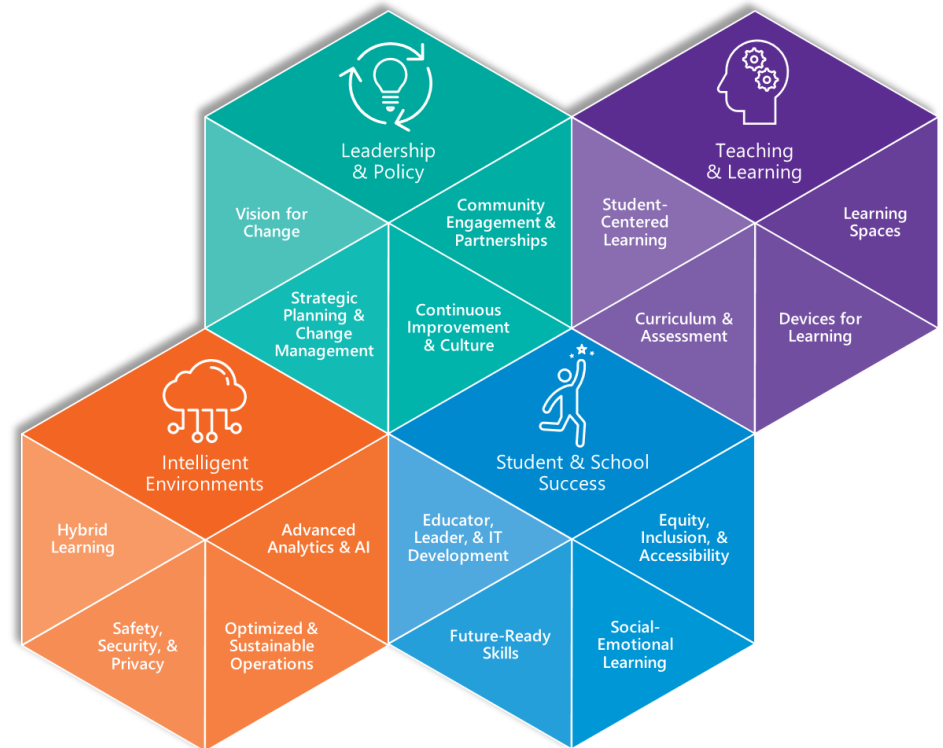 Leadership
& Policy
Vision for
Change
Community
Engagement &
Partnerships
Strategic
Planning &
Change
Management
Continuous
Improvement
& Culture
Teaching
& Learning
Student-
Centered
Learning
Learning
Spaces
Curriculum &
Assessment
Devices for
Learning
Intelligent
Environments
Hybrid
Learning
Advanced
Analytics & AI
Safety,
Security, &
Privacy
Optimized &
Sustainable
Operations
Student & School
Success
Educator,
Leader, & IT
Development
Equity,
Inclusion, &
Accessibility
Future-Ready
Skills
Social-
Emotional
Learning